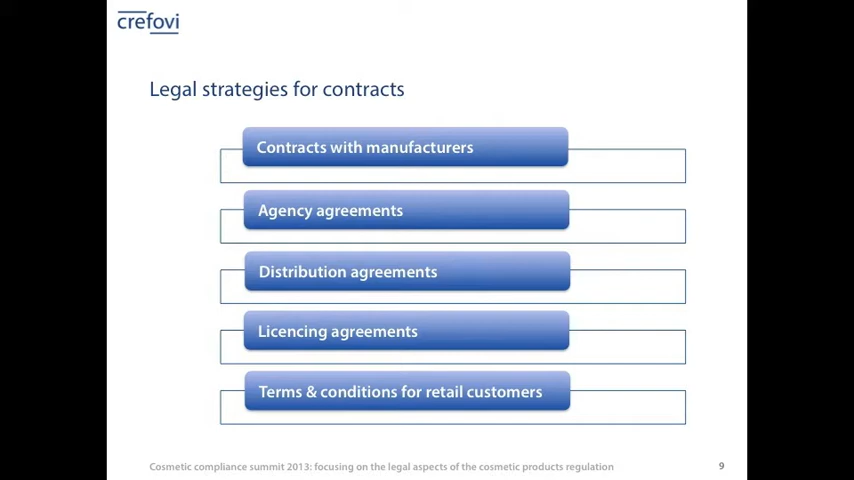 crefovi
Legal strategies for contracts
Contracts with manufacturers
Agency agreements
Distribution agreements
Licencing agreements
Terms & conditions for retail customers
Cosmetic compliance summit 2013: focusing on the legal aspects of the cosmetic products regulation
9